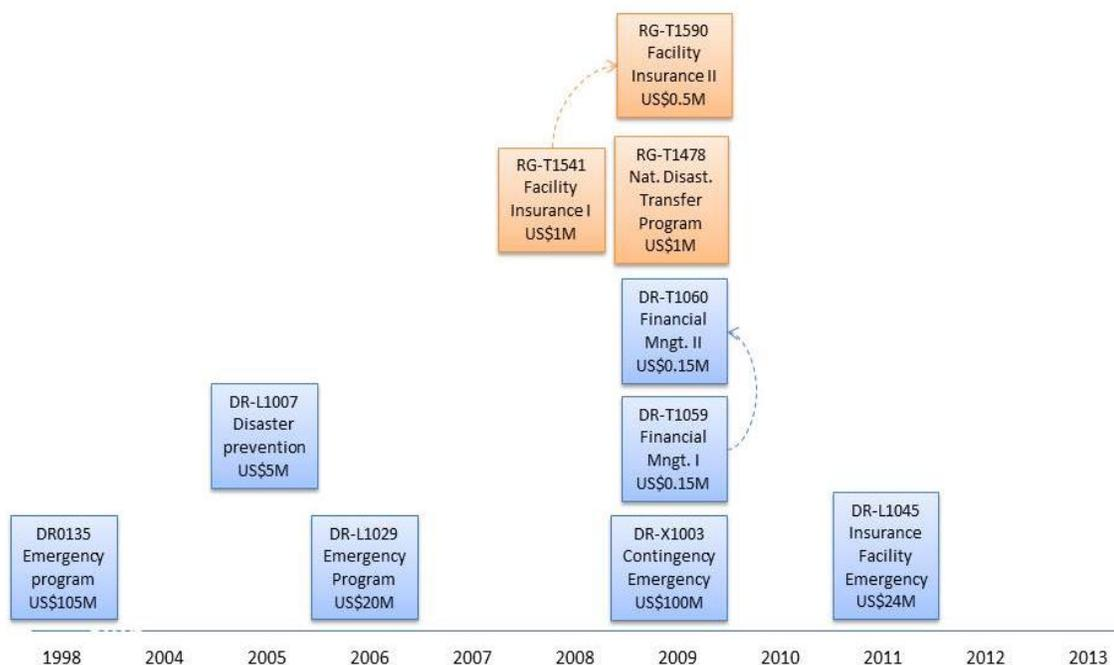 RG-T1590
Facility
Insurance II
US$0.5M
RG-T1541
Facility
Insurance I
US$1M
RG-T1478
Nat. Disast.
Transfer
Program
US$1M
DR-T1060
Financial
Mngt. II
US$0.15M
DR-L1007
Disaster
prevention
US$5M
DR-T1059
Financial
Mngt. I
US$0.15M
DR0135
Emergency
program
US$105M
DR-L1029
Emergency
Program
US$20M
DR-X1003
Contingency
Emergency
US$100M
DR-L1045
Insurance
Facility
Emergency
US$24M
1998 2004 2005 2006 2007 2008 2009 2010 2011 2012 2013